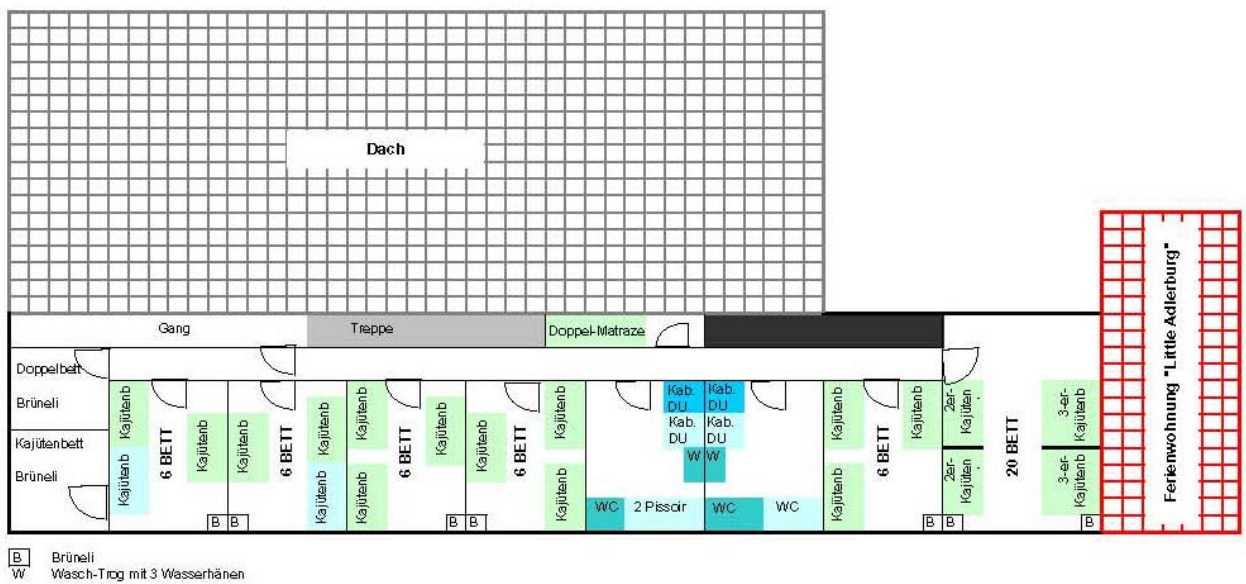 Dach
Ferienwohnung "Little Adlerburg"
Gang
Treppe
Doppel-Matraze
Doppelbett
Brüneli
Kajütenbett
Brüneli
Kajütenb
Kajütenb
6 BETT
Kajütenb
B
B
Kajütenb
6 BETT
Kajütenb
Kajütenb
Kajütenb
Kajütenb
6 BETT
Kajütenb
B
B
Kajütenb
6 BETT
Kajütenb
Kajütenb
Kab.
DU
Kab.
DU
Kab.
DU
Kab.
DU
W
W
WC
2 Pissoir
WC
WC
Kajütenb
Kajütenb
6 BETT
Kajütenb
B
B
2er-
Kajüten
2er-
Kajüten
20 BETT
3-er-
Kajütenb
3-er-
Kajütenb
B
B Brüneli
W Wasch-Trog mit 3 Wasserhänen